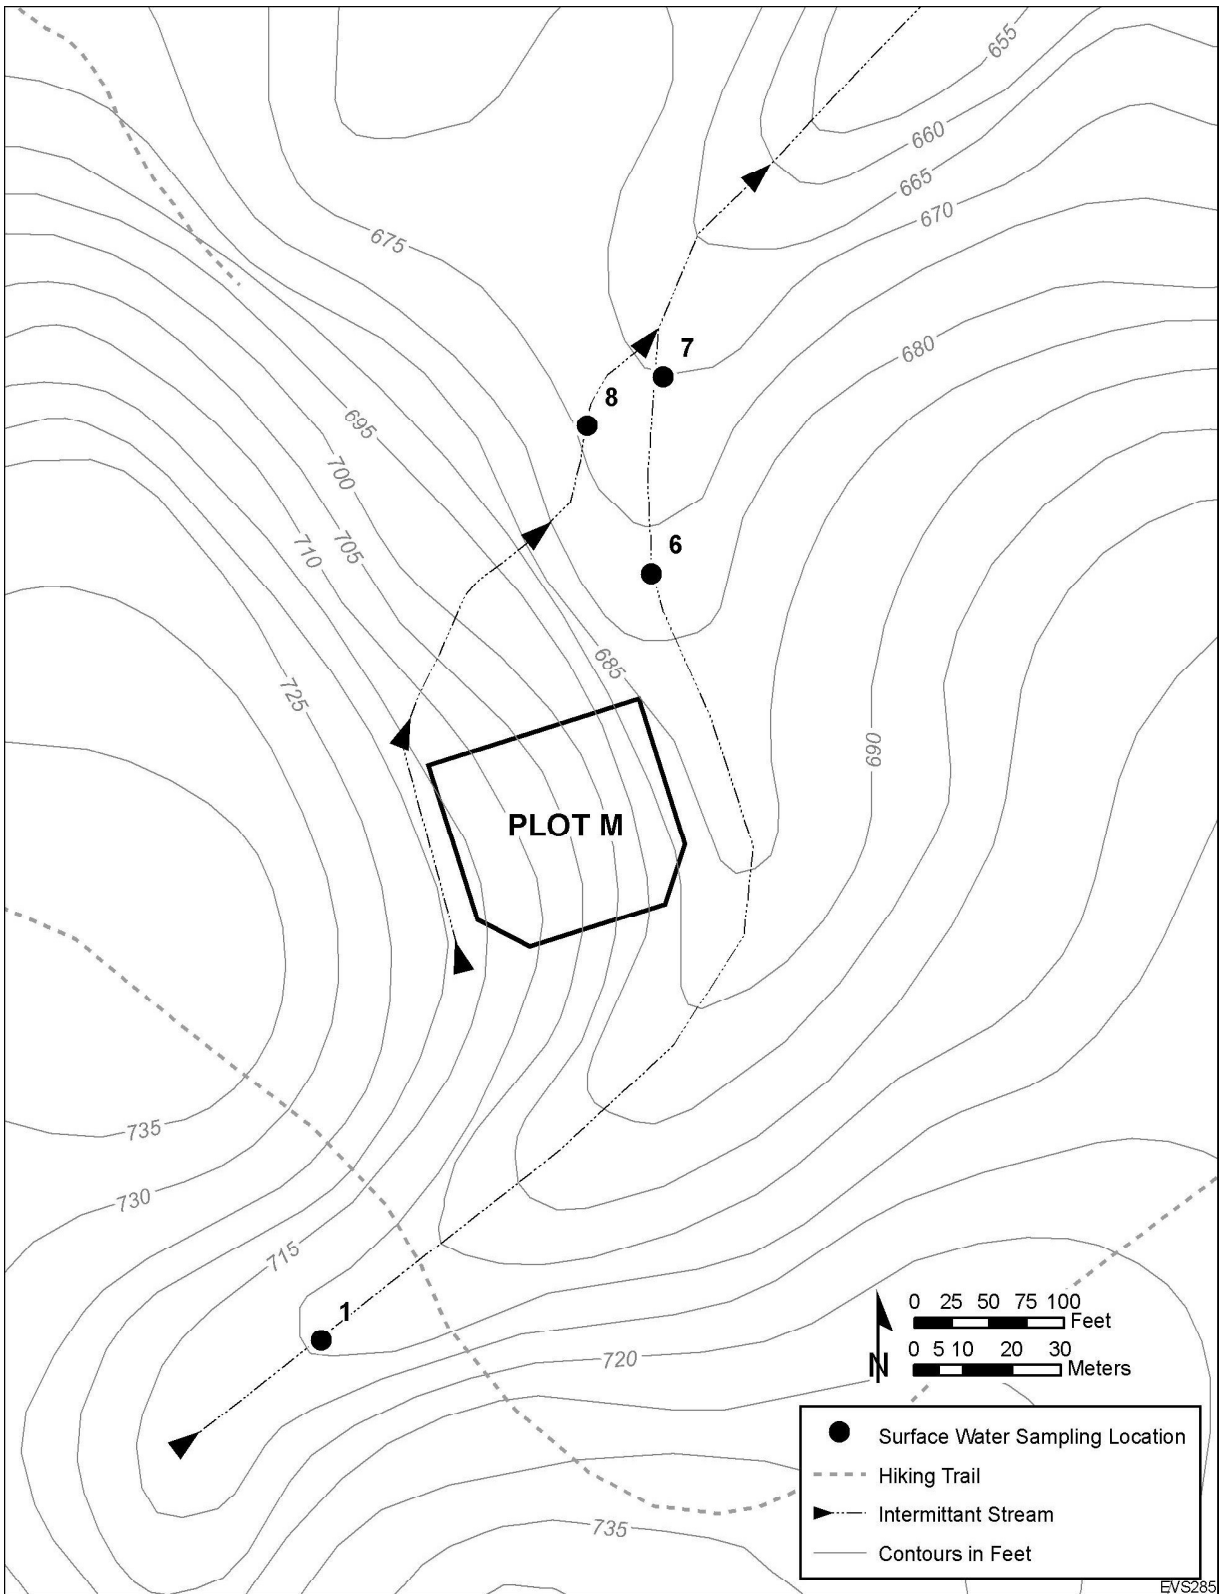 655
660
665
670
675
680
7
8
695
700
6
705
710
685
725
690
PLOT M
735
730
715
1
720
735
0 25 50 75 100
Feet
0 5 10 20 30
Meters
N
Surface Water Sampling Location
Hiking Trail
Intermittant Stream
Contours in Feet
EVS285